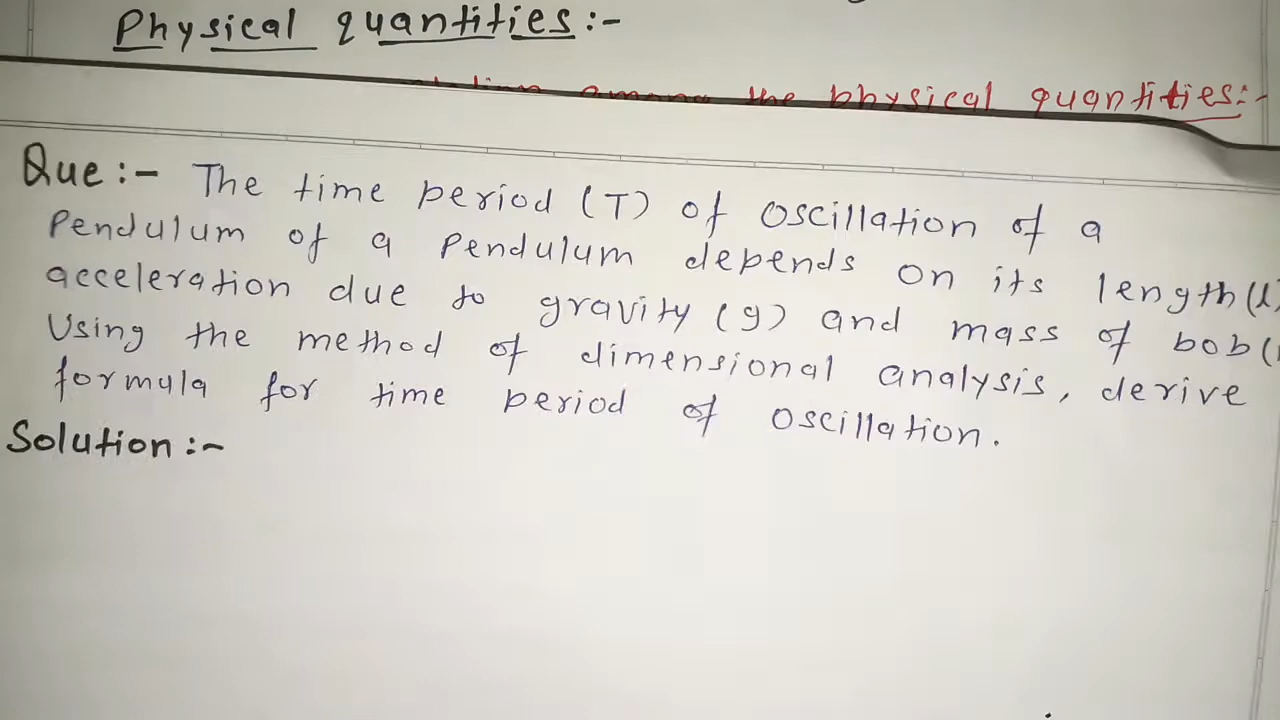 Physical quantities:-
among the physical quantities:-
Que:- The time period (T) of oscillation of a
Pendulum of a pendulum depends on its length(l)
acceleration due to gravity (g) and mass of bob(
Using the method of dimensional analysis, derive
formula for time period of oscillation.
Solution:-